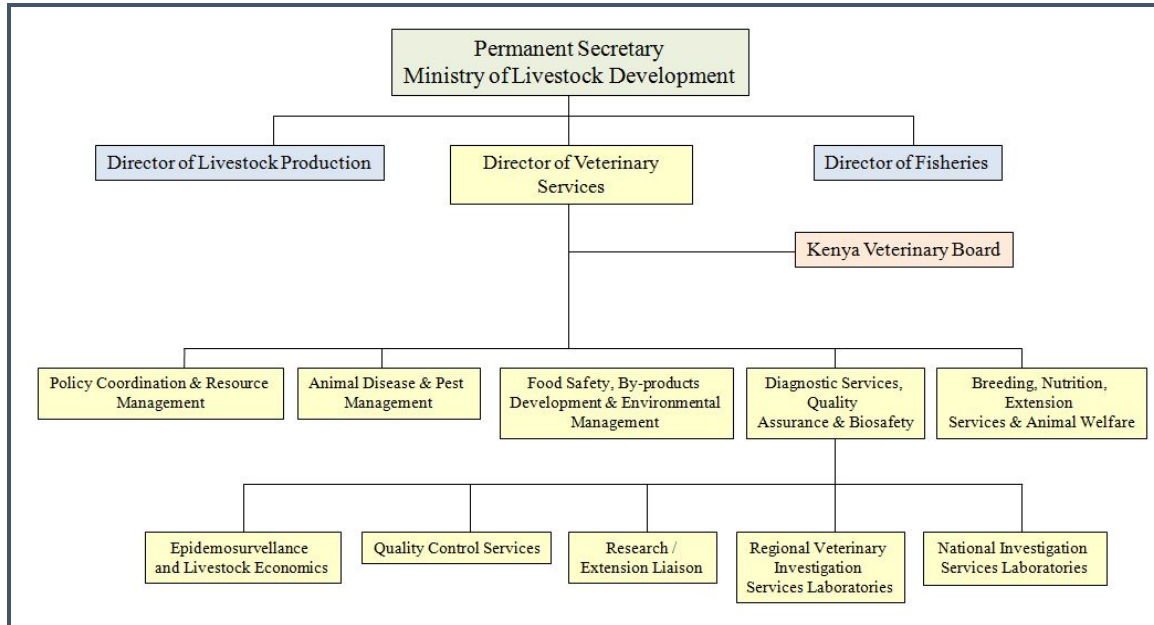 Permanent Secretary
Ministry of Livestock Development
Director of Livestock Production
Director of Veterinary
Services
Director of Fisheries
Kenya Veterinary Board
Policy Coordination & Resource
Management
Animal Disease & Pest
Management
Food Safety, By-products
Development & Environmental
Management
Diagnostic Services,
Quality
Assurance & Biosafety
Breeding, Nutrition,
Extension
Services & Animal Welfare
Epidemosurvellance
and Livestock Economics
Quality Control Services
Research /
Extension Liaison
Regional Veterinary
Investigation
Services Laboratories
National Investigation
Services Laboratories